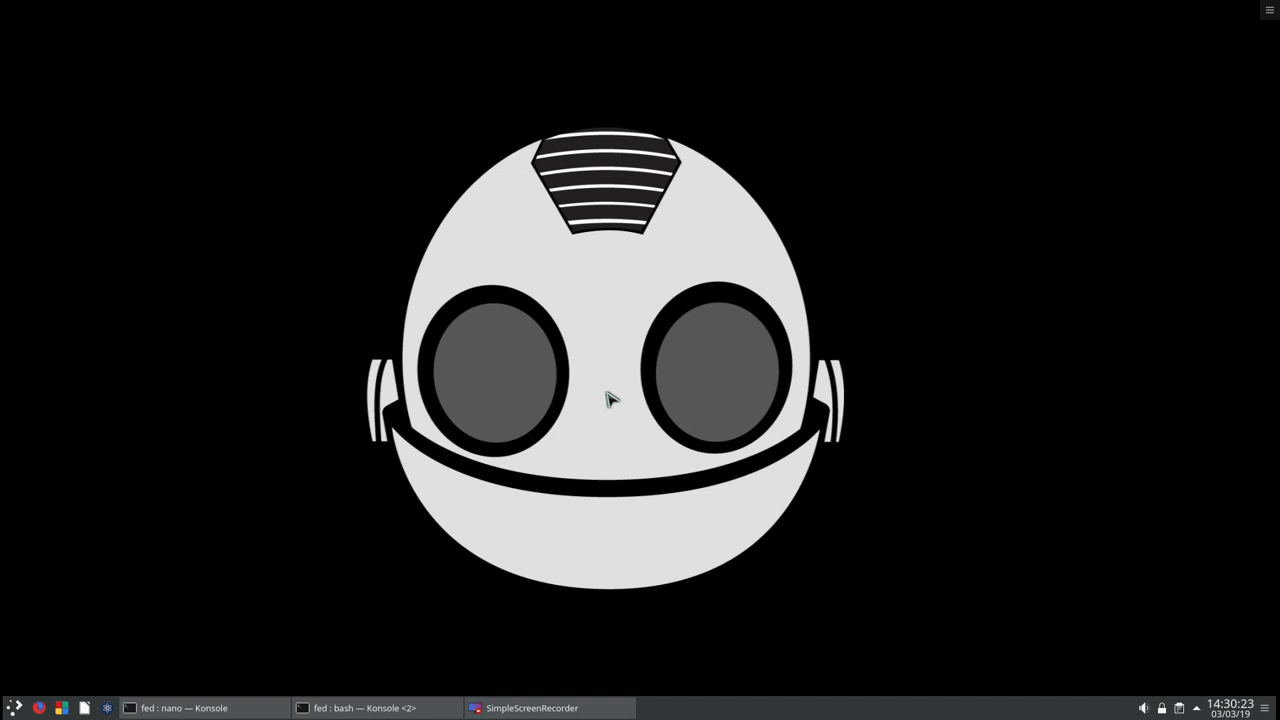 fed : nano — Konsole
fed : bash — Konsole <2>
SimpleScreenRecorder
14:30:23
03/03/19